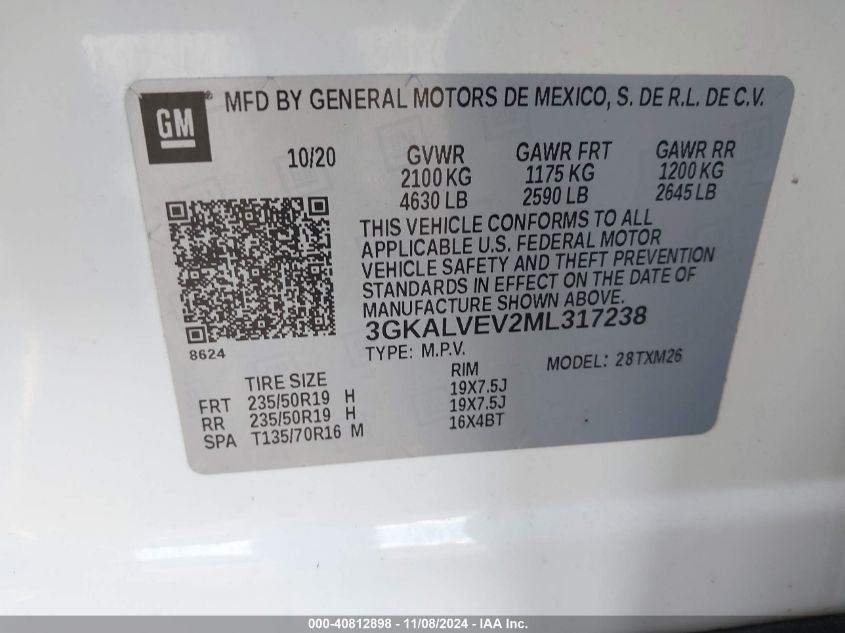 GM®
MFD BY GENERAL MOTORS DE MEXICO, S. DE R.L. DE C.V.
10/20 GVWR GAWR FRT GAWR RR
2100 KG 1175 KG 1200 KG
4630 LB 2590 LB 2645 LB
THIS VEHICLE CONFORMS TO ALL
APPLICABLE U.S. FEDERAL MOTOR
VEHICLE SAFETY AND THEFT PREVENTION
STANDARDS IN EFFECT ON THE DATE OF
MANUFACTURE SHOWN ABOVE.
3GKALVEV2ML317238
8624
TYPE: M.P.V. MODEL: 28TXM26
TIRE SIZE RIM
FRT 235/50R19 H 19X7.5J
RR 235/50R19 H 19X7.5J
SPA T135/70R16 M 16X4BT
000-40812898 - 11/08/2024 - IAAI Inc.